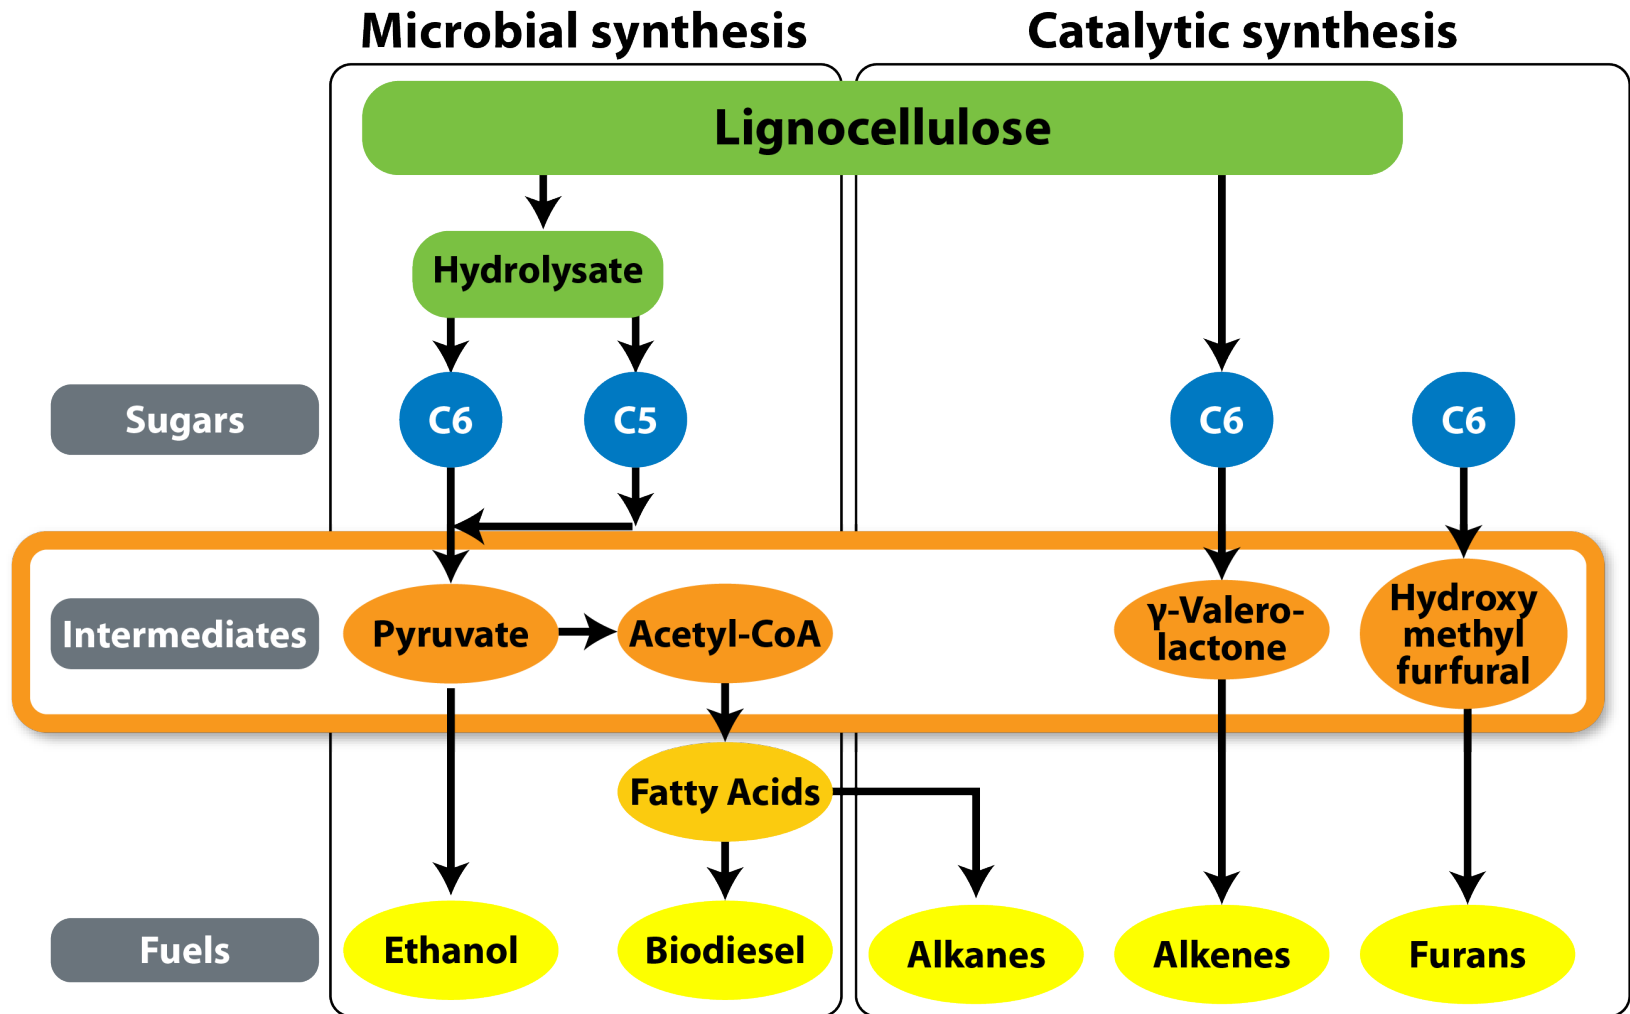 Microbial synthesis
Catalytic synthesis
Lignocellulose
Hydrolysate
Sugars
C6
C5
C6
C6
Intermediates
Pyruvate
Acetyl-CoA
γ-Valero-
lactone
Hydroxy
methyl
furfural
Fatty Acids
Fuels
Ethanol
Biodiesel
Alkanes
Alkenes
Furans